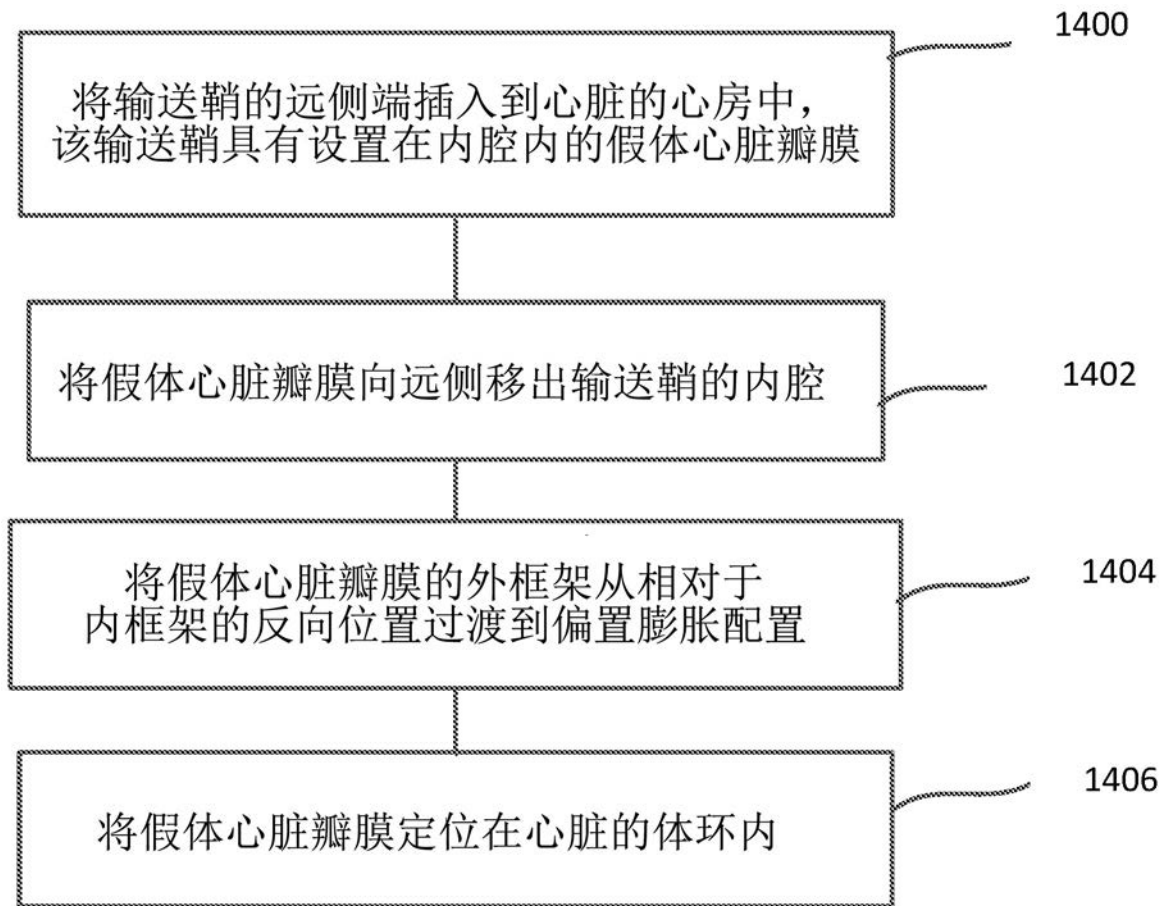 1400
将输送鞘的远侧端插入到心脏的心房中，
该输送鞘具有设置在内腔内的假体心脏瓣膜
将假体心脏瓣膜向远侧移出输送鞘的内腔
1402
将假体心脏瓣膜的外框架从相对于
内框架的反向位置过渡到偏置膨胀配置
1404
将假体心脏瓣膜定位在心脏的体环内
1406